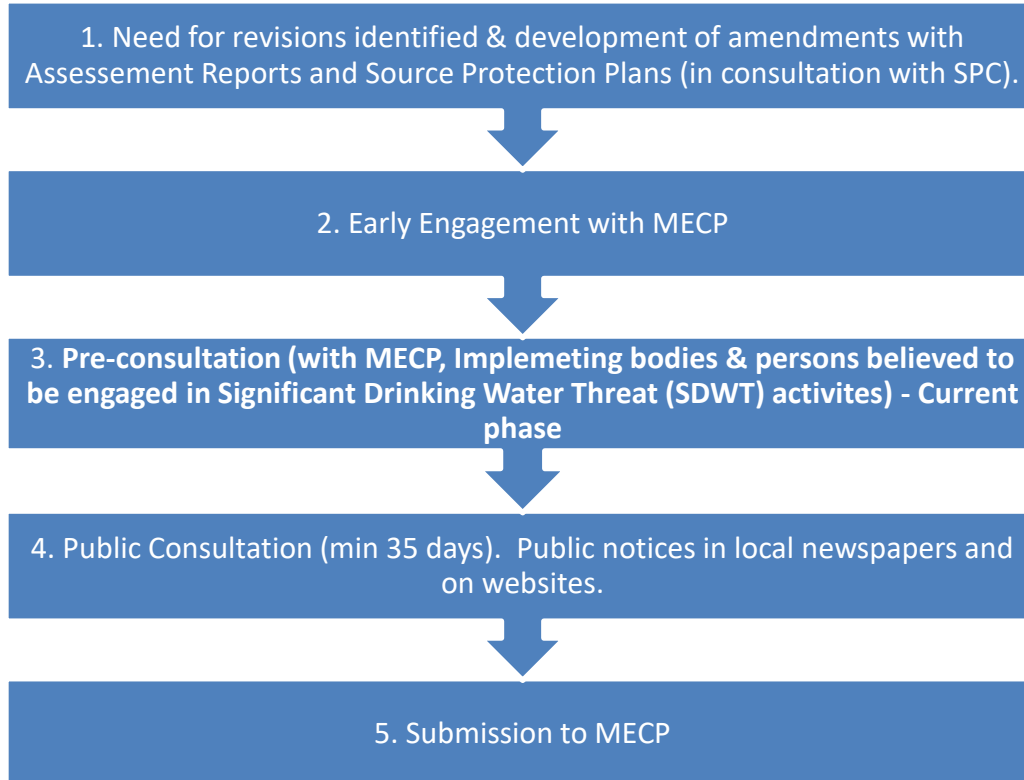 1. Need for revisions identified & development of amendments with
Assessement Reports and Source Protection Plans (in consultation with SPC).
2. Early Engagement with MECP
3. Pre-consultation (with MECP, Implemeting bodies & persons believed to
be engaged in Significant Drinking Water Threat (SDWT) activites) - Current
phase
4. Public Consultation (min 35 days).  Public notices in local newspapers and
on websites.
5. Submission to MECP